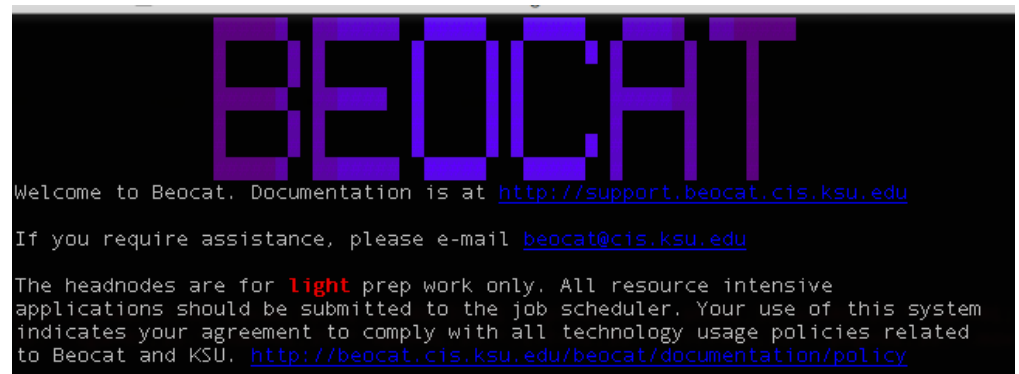 BEOCAT
Welcome to Beocat. Documentation is at http://support.beocat.cis.ksu.edu
If you require assistance, please e-mail beocat@cis.ksu.edu
The headnodes are for light prep work only. All resource intensive
applications should be submitted to the job scheduler. Your use of this system
indicates your agreement to comply with all technology usage policies related
to Beocat and KSU. http://beocat.cis.ksu.edu/beocat/documentation/policy